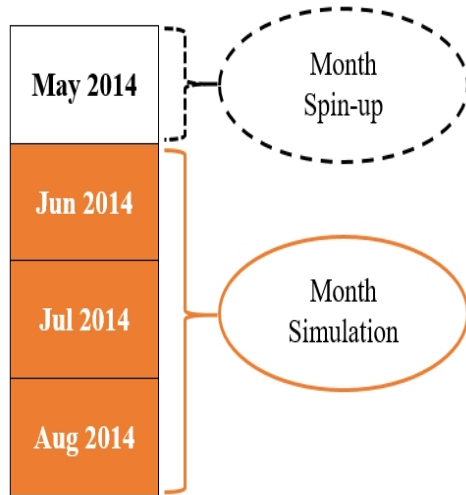 May 2014
Month
Spin-up
Jun 2014
Jul 2014
Month
Simulation
Aug 2014